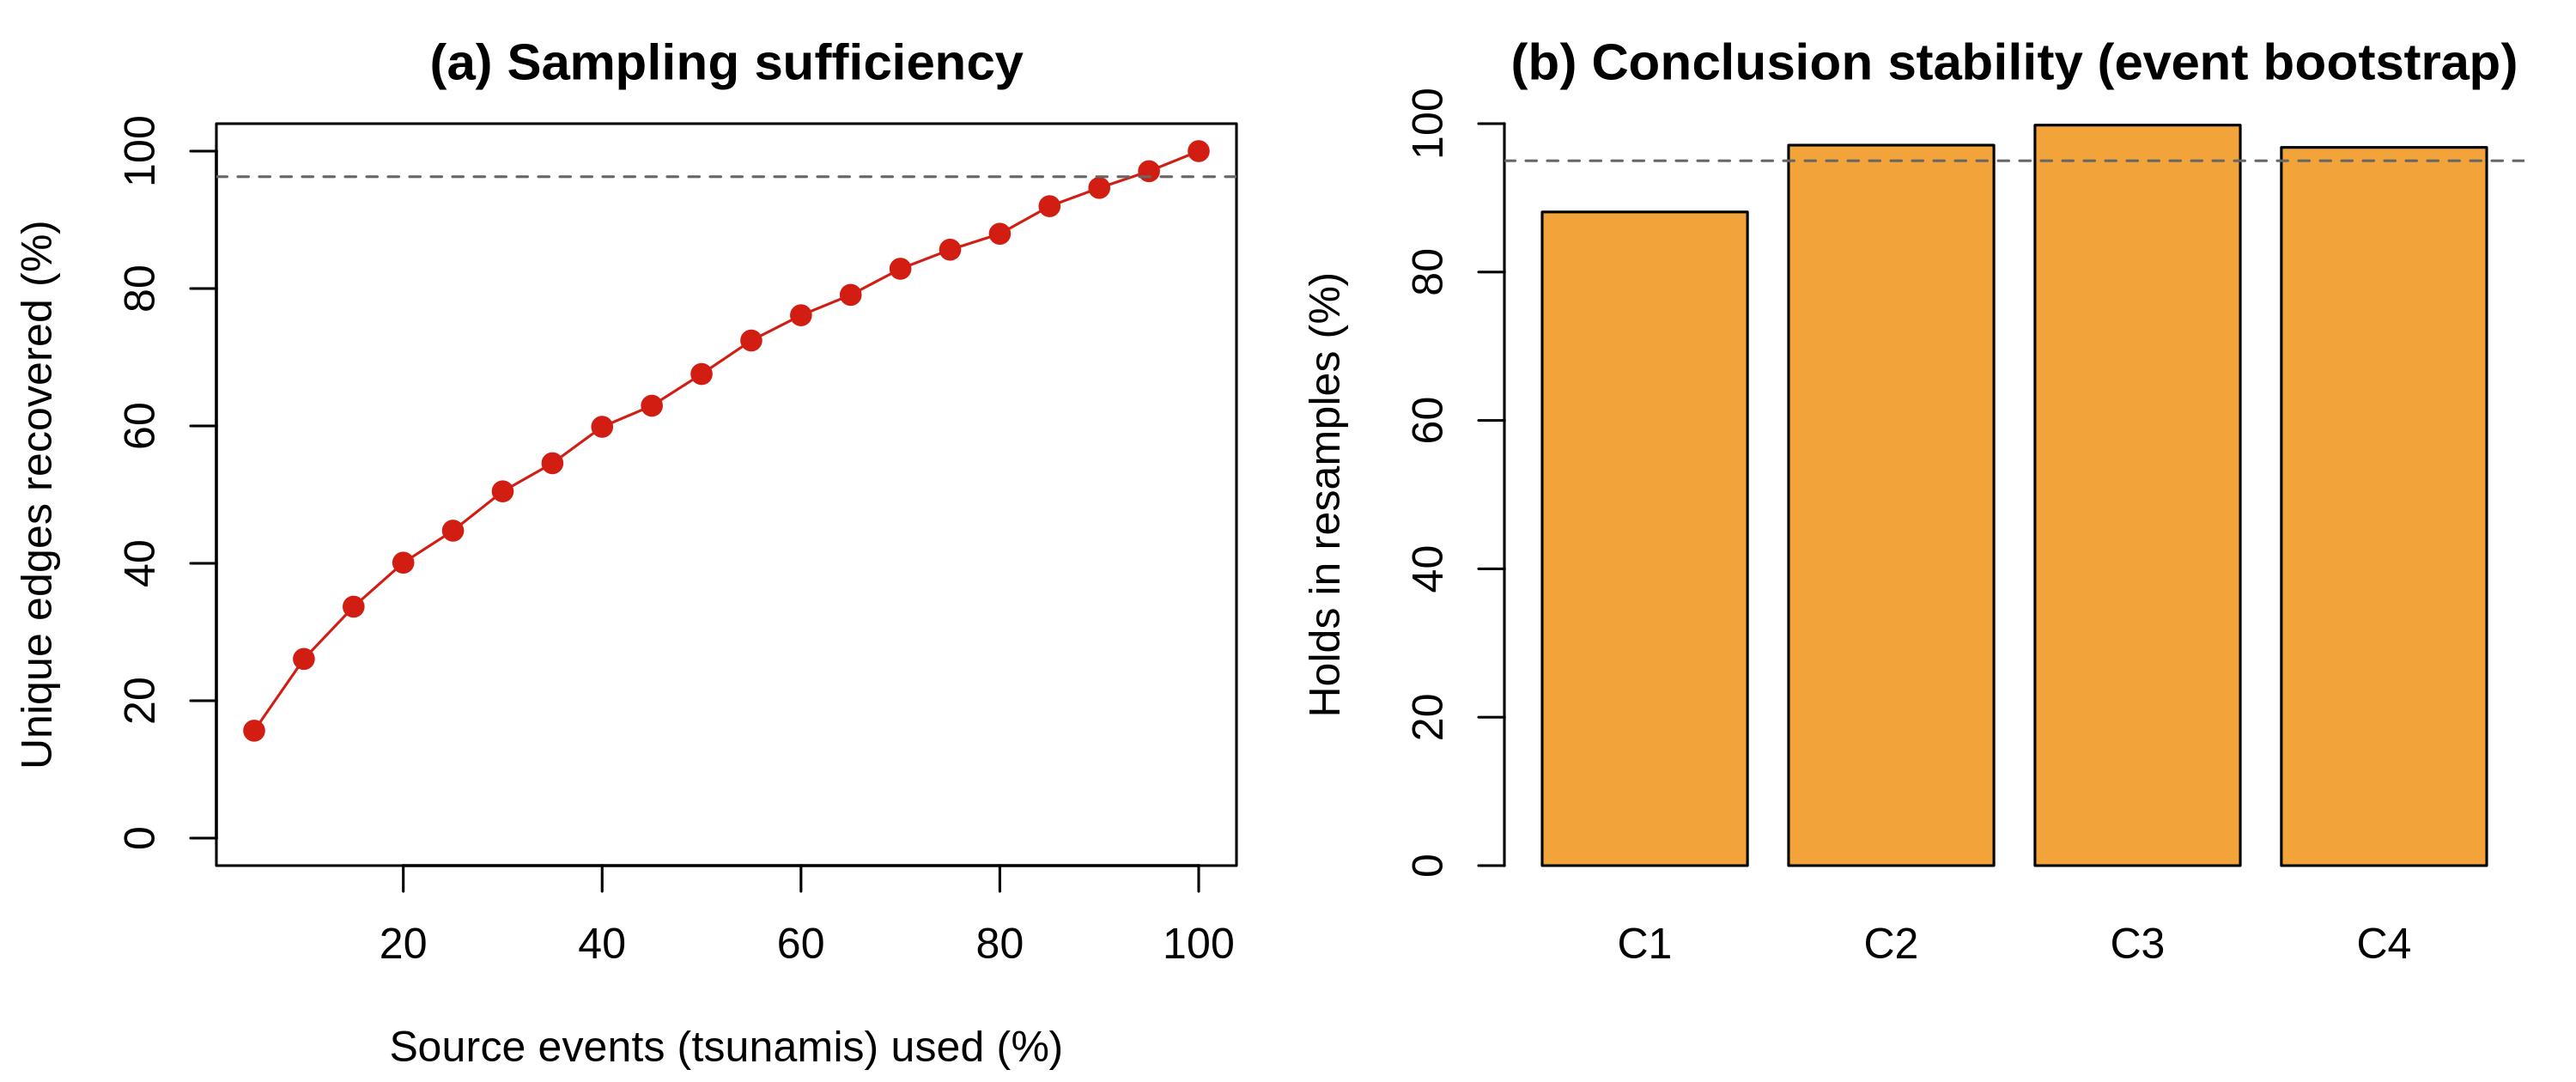 (a) Sampling sufficiency
Unique edges recovered (%)
100
80
60
40
20
0
20 40 60 80 100
Source events (tsunamis) used (%)
(b) Conclusion stability (event bootstrap)
Holds in resamples (%)
100
80
60
40
20
0
C1 C2 C3 C4